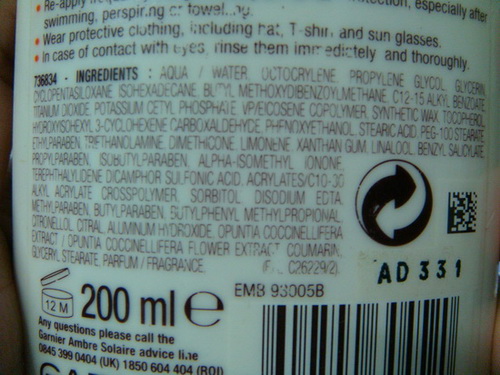 • Re-apply especially after
swimming, perspiring or towelling.
• Wear protective clothing, including hat, T-shirt and sun glasses.
• In case of contact with eyes, rinse them immediately and thoroughly.
736834 - INGREDIENTS : AQUA / WATER, OCTOCRYLENE, PROPYLENE GLYCOL, GLYCERIN,
CYCLOPENTASILOXANE, ISOHEXADECANE, BUTYL METHOXYDIBENZOYLMETHANE, C12-15 ALKYL BENZOATE,
TITANIUM DIOXIDE, POTASSIUM CETYL PHOSPHATE, VP/EICOSENE COPOLYMER, SYNTHETIC WAX, TOCOPHEROL,
HYDROXYISOHEXYL 3-CYCLOHEXENE CARBOXALDEHYDE, PHENOXYETHANOL, STEARIC ACID, PEG-100 STEARATE,
ETHYLPARABEN, TRIETHANOLAMINE, DIMETHICONE, LIMONENE, XANTHAN GUM, LINALOOL, BENZYL SALICYLATE,
PROPYLPARABEN, ISOBUTYLPARABEN, ALPHA-ISOMETHYL IONONE,
TEREPHTHALYLIDENE DICAMPHOR SULFONIC ACID, ACRYLATES/C10-30
ALKYL ACRYLATE CROSSPOLYMER, SORBITOL, DISODIUM EDTA,
METHYLPARABEN, BUTYLPARABEN, BUTYLPHENYL METHYLPROPIONAL,
CITRONELLOL, CITRAL, ALUMINUM HYDROXIDE, OPUNTIA COCCINELLIFERA
EXTRACT / OPUNTIA COCCINELLIFERA FLOWER EXTRACT, COUMARIN,
GLYCERYL STEARATE, PARFUM / FRAGRANCE. (F.I.L. C26229/2)
AD331
12 M 200 ml e EMB 93005B
Any questions please call the
Garnier Ambre Solaire advice line
0845 399 0404 (UK) 1850 604 404 (ROI)